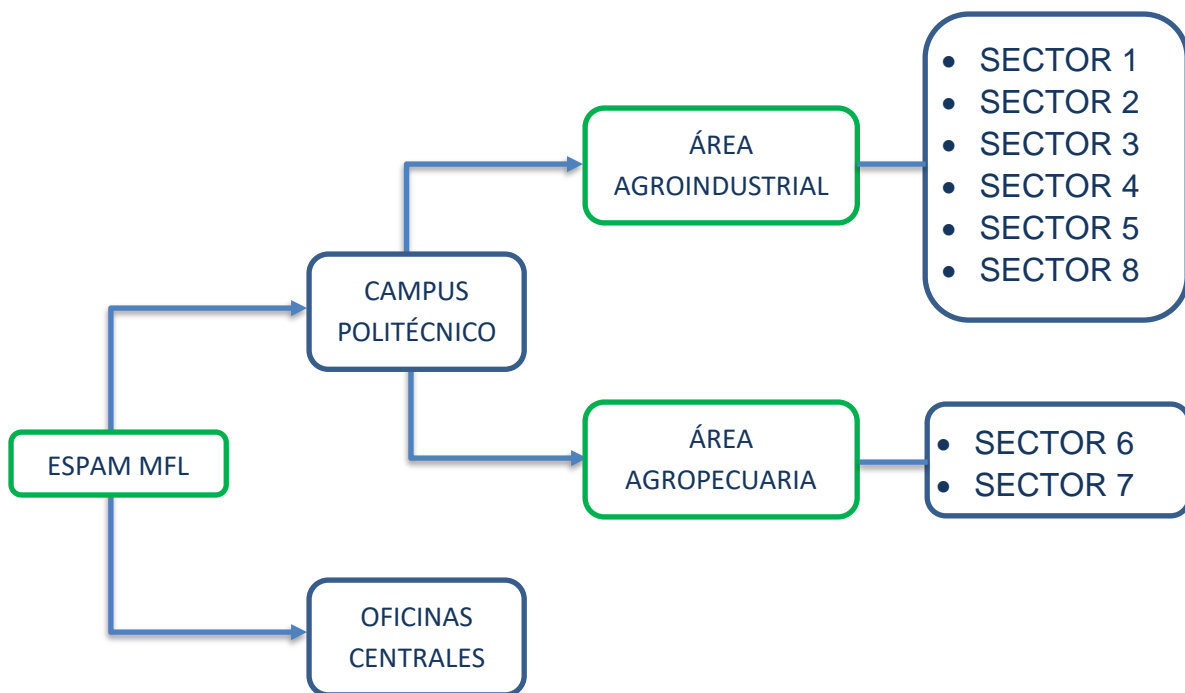 ESPAM MFL
CAMPUS
POLITÉCNICO
OFICINAS
CENTRALES
ÁREA
AGROINDUSTRIAL
• SECTOR 1
• SECTOR 2
• SECTOR 3
• SECTOR 4
• SECTOR 5
• SECTOR 8
ÁREA
AGROPECUARIA
• SECTOR 6
• SECTOR 7